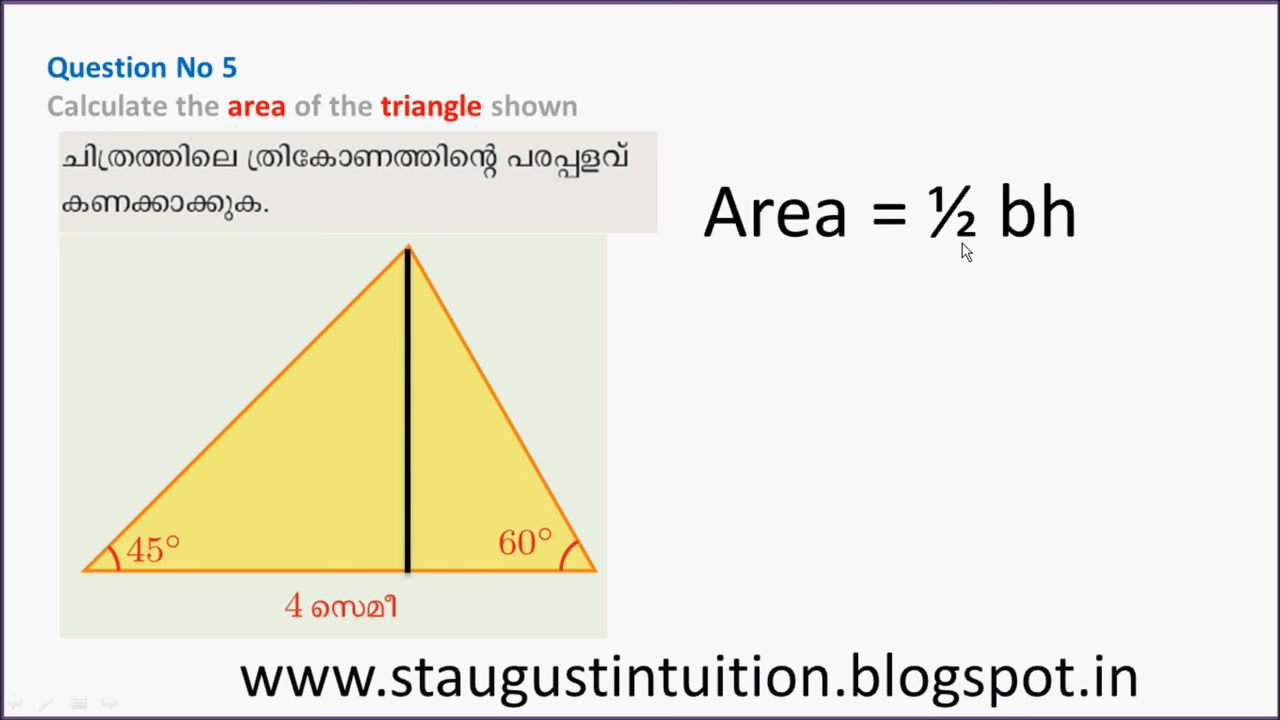 Question No 5
Calculate the area of the triangle shown
ചിത്രത്തിലെ ത്രികോണത്തിന്റെ പരപ്പളവ്
കണക്കാക്കുക.
Area = ½ bh
45°
60°
4 സെമീ
www.staugustintuition.blogspot.in